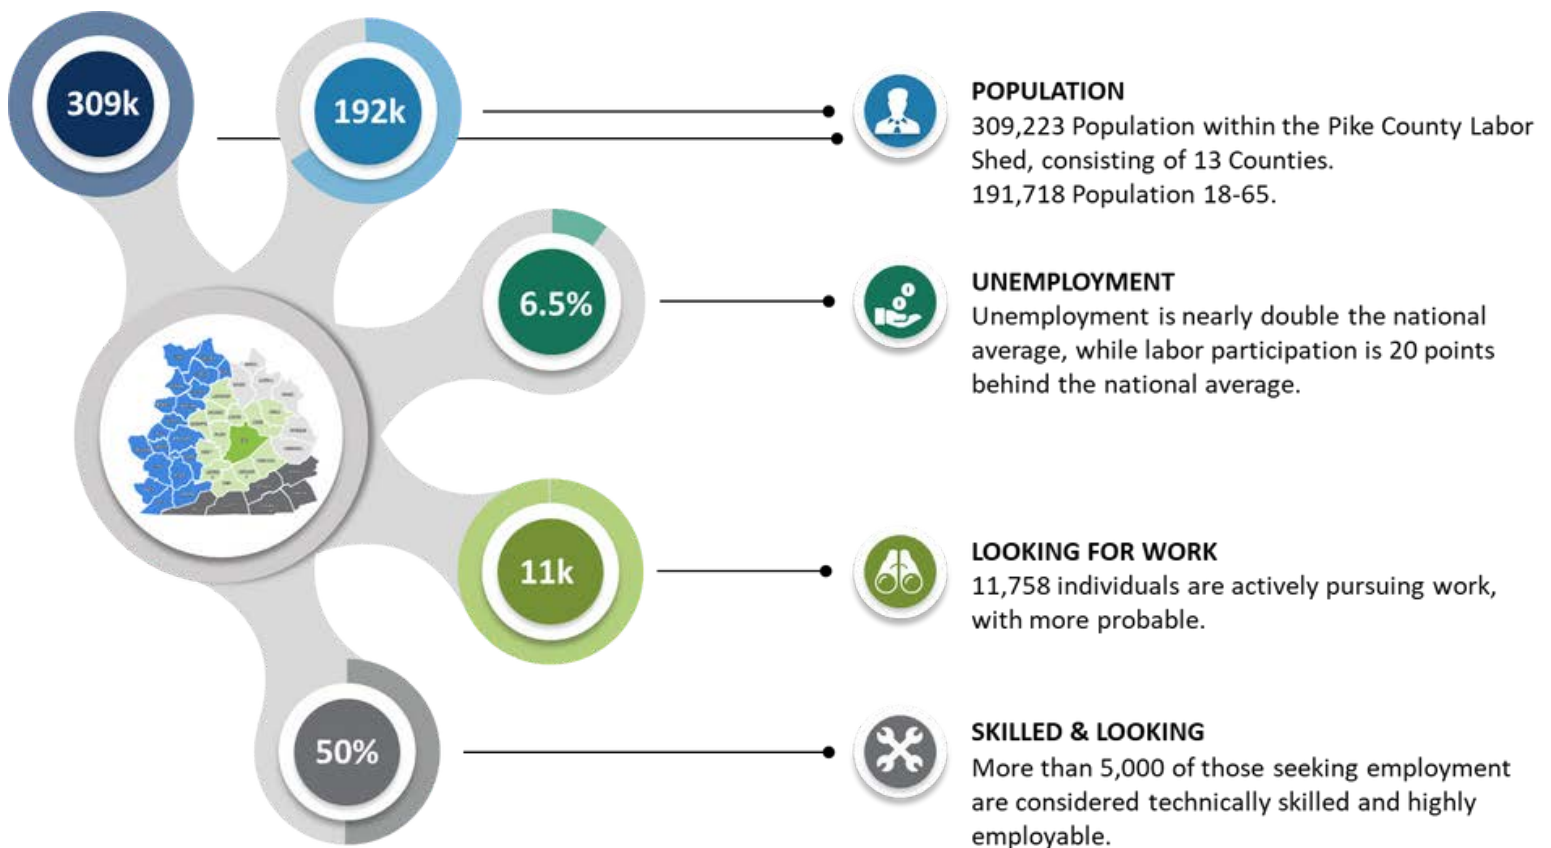 309k
192k
POPULATION
309,223 Population within the Pike County Labor
Shed, consisting of 13 Counties.
191,718 Population 18-65.
6.5%
UNEMPLOYMENT
Unemployment is nearly double the national
average, while labor participation is 20 points
behind the national average.
11k
LOOKING FOR WORK
11,758 individuals are actively pursuing work,
with more probable.
50%
SKILLED & LOOKING
More than 5,000 of those seeking employment
are considered technically skilled and highly
employable.